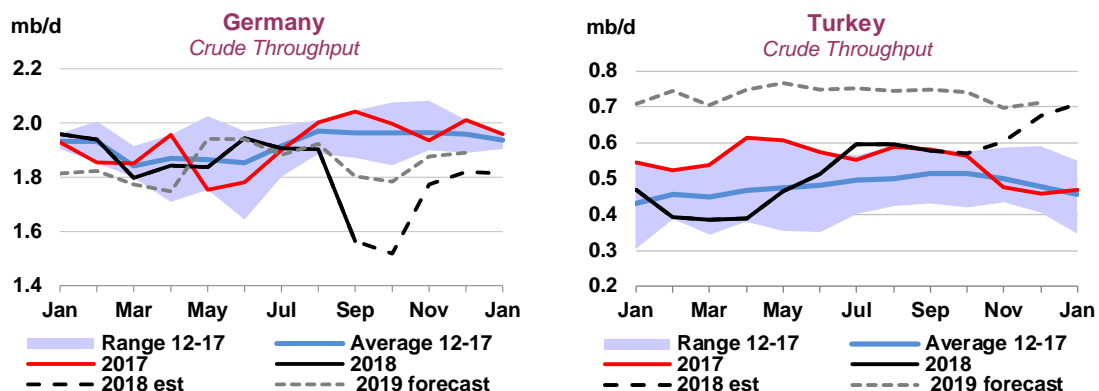 mb/d
Germany
Crude Throughput
2.2
2.0
1.8
1.6
1.4
Jan Mar May Jul Sep Nov Jan
Range 12-17 Average 12-17
2017 2018
2018 est 2019 forecast
mb/d
Turkey
Crude Throughput
0.8
0.7
0.6
0.5
0.4
0.3
0.2
Jan Mar May Jul Sep Nov Jan
Range 12-17 Average 12-17
2017 2018
2018 est 2019 forecast